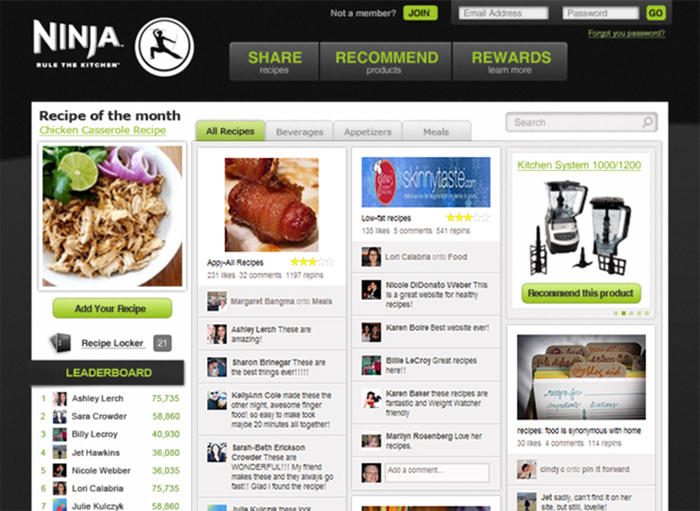 Not a member?
JOIN
Email Address
Password
GO
Forgot you password?
NINJA
RULE THE KITCHEN
SHARE
recipes
RECOMMEND
products
REWARDS
learn more
Recipe of the month
Chicken Casserole Recipe
Add Your Recipe
Recipe Locker
21
LEADERBOARD
1 Ashley Lerch 75,735
2 Sara Crowder 58,860
3 Billy Lecroy 40,930
4 Jet Hawkins 36,080
5 Nicole Webber 36,035
6 Lori Calabria 75,735
7 Julie Kulczyk 58,860
All Recipes
Beverages
Appetizers
Meals
Search
Appy-All Recipes
231 likes 32 comments 1197 repins
Margaret Bangma onto Meals
Ashley Lerch These are
amazing!
Sharon Brinegar These are
the best things ever!!!!!
KellyAnn Cole made these the
other night, awesome finger
food! so easy to make took
maybe 20 minutes all together!
Sarah-Beth Erickson
Crowder These are
WONDERFUL!!! My friend
makes these and they always go
fast!! Glad i found the recipe!
Julie Kulczyk these look
skinnytaste.com
Low-fat recipes
135 likes 5 comments 541 repins
Lori Calabria onto Food
Nicole DiDonato Weber This
is a great website for healthy
recipes!
Karen Boire Best website ever!
Billie LeCroy Great recipes
here!!
Karen Baker these recipes are
fantastic and Weight Watcher
friendly
Marilyn Rosenberg Love her
recipes.
Add a comment...
Kitchen System 1000/1200
Recommend this product
blog aid
recipe for
ingredients
recipes: food is synonymous with home
30 likes 4 comments 114 repins
cindy c onto pin it forward
Jet sadly, can't find it on her
site, but still, lovelie!